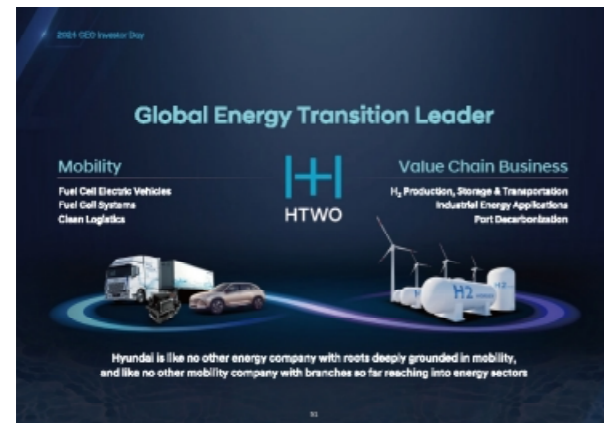 2024 CEO Investor Day
Global Energy Transition Leader
Mobility
Fuel Cell Electric Vehicles
Fuel Cell Systems
Clean Logistics
HTWO
Value Chain Business
H₂ Production, Storage & Transportation
Industrial Energy Applications
Port Decarbonization
H2
Hyundai is like no other energy company with roots deeply grounded in mobility,
and like no other mobility company with branches so far reaching into energy sectors